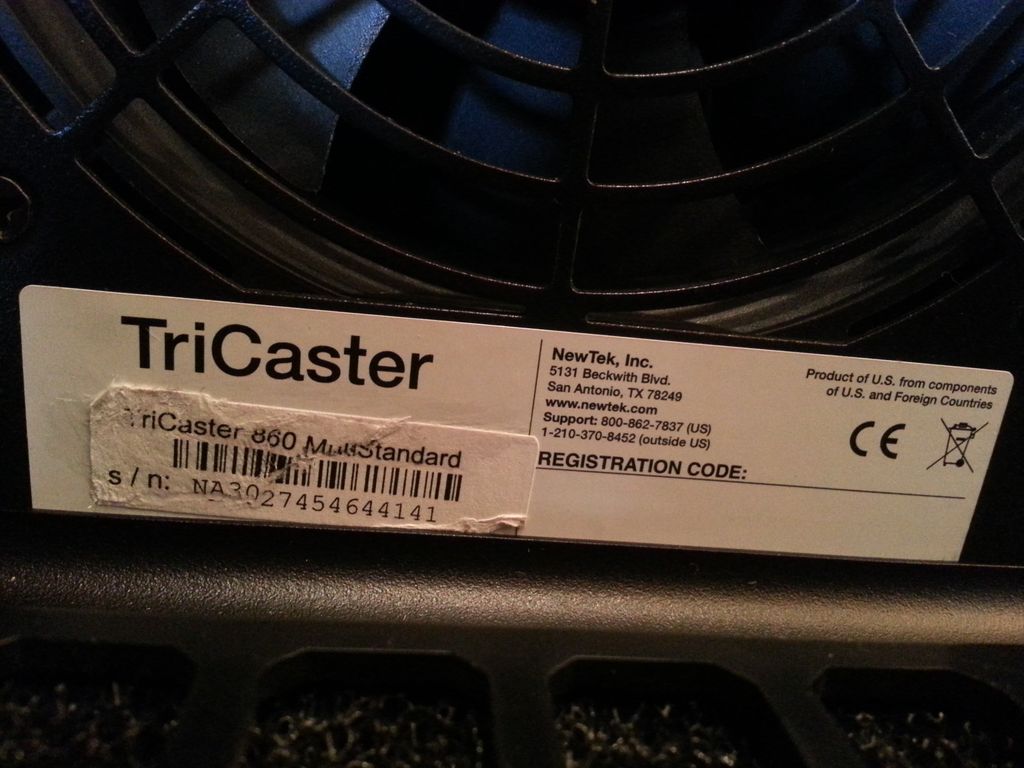 TriCaster
TriCaster 860 MultiStandard
s / n: NA3027454644141
NewTek, Inc.
5131 Beckwith Blvd.
San Antonio, TX 78249
www.newtek.com
Support: 800-862-7837 (US)
1-210-370-8452 (outside US)
REGISTRATION CODE:
Product of U.S. from components
of U.S. and Foreign Countries
CE